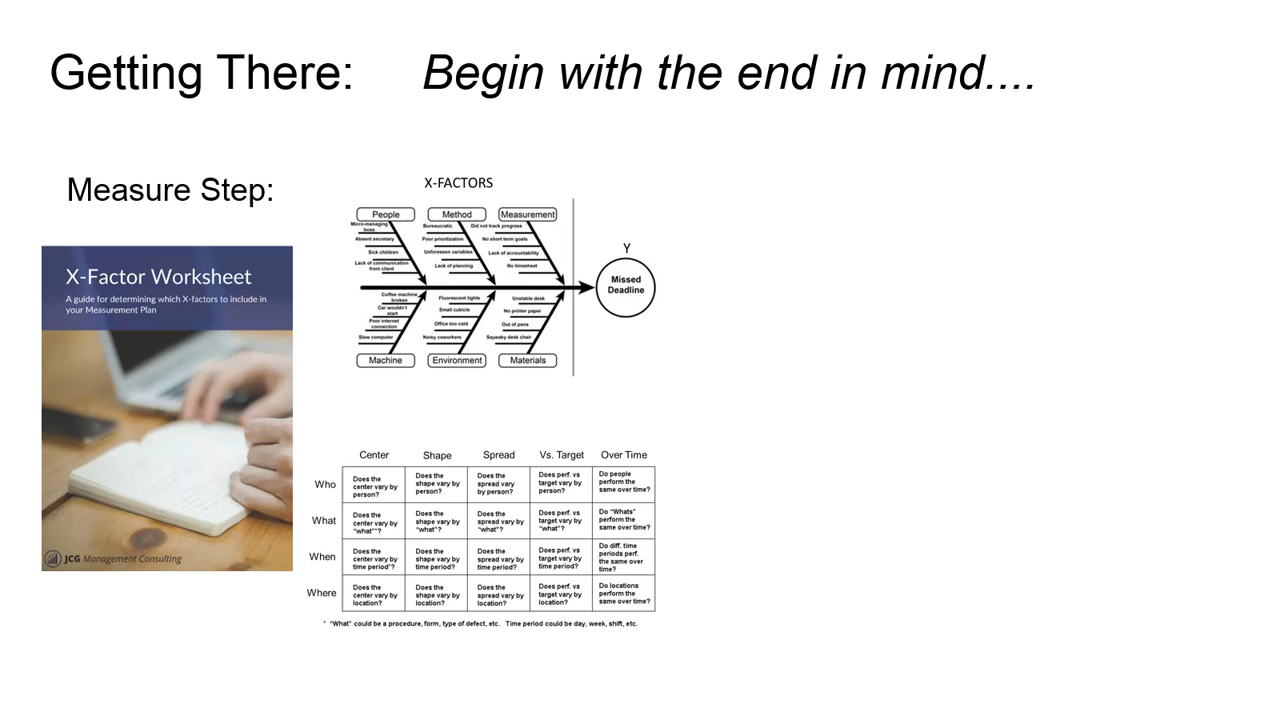 Getting There: Begin with the end in mind....
Measure Step:
X-Factor Worksheet
A guide for determining which X-factors to include in
your Measurement Plan
JCG Management Consulting
X-FACTORS
People
Method
Measurement
Micro-managing
boss
Absent secretary
Sick children
Lack of communication
from client
Bureaucratic
Poor prioritization
Unforeseen variables
Lack of planning
Did not track progress
No short term goals
Lack of accountability
No timesheet
Y
Missed
Deadline
Coffee machine
broken
Car wouldn't
start
Poor internet
connection
Slow computer
Fluorescent lights
Small cubicle
Office too cold
Noisy coworkers
Unstable desk
No printer paper
Out of pens
Squeaky desk chair
Machine
Environment
Materials
Center Shape Spread Vs. Target Over Time
Who
Does the
center vary by
person?
Does the
shape vary by
person?
Does the
spread vary
by person?
Does perf. vs
target vary by
person?
Do people
perform the
same over time?
What
Does the
center vary by
"what"*?
Does the
shape vary by
"what"?
Does the
spread vary by
"what"?
Does perf. vs
target vary by
"what"?
Do "Whats"
perform the
same over time?
When
Does the
center vary by
time period*?
Does the
shape vary by
time period?
Does the
spread vary by
time period?
Does perf. vs
target vary by
time period?
Do diff. time
periods perf.
the same over
time?
Where
Does the
center vary by
location?
Does the
shape vary by
location?
Does the
spread vary by
location?
Does perf. vs
target vary by
location?
Do locations
perform the
same over time?
* "What" could be a procedure, form, type of defect, etc. Time period could be day, week, shift, etc.